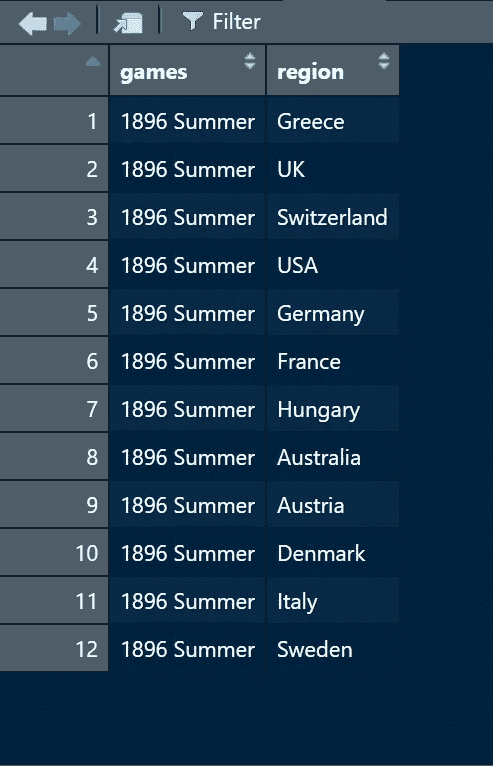 Filter
games region
1 1896 Summer Greece
2 1896 Summer UK
3 1896 Summer Switzerland
4 1896 Summer USA
5 1896 Summer Germany
6 1896 Summer France
7 1896 Summer Hungary
8 1896 Summer Australia
9 1896 Summer Austria
10 1896 Summer Denmark
11 1896 Summer Italy
12 1896 Summer Sweden